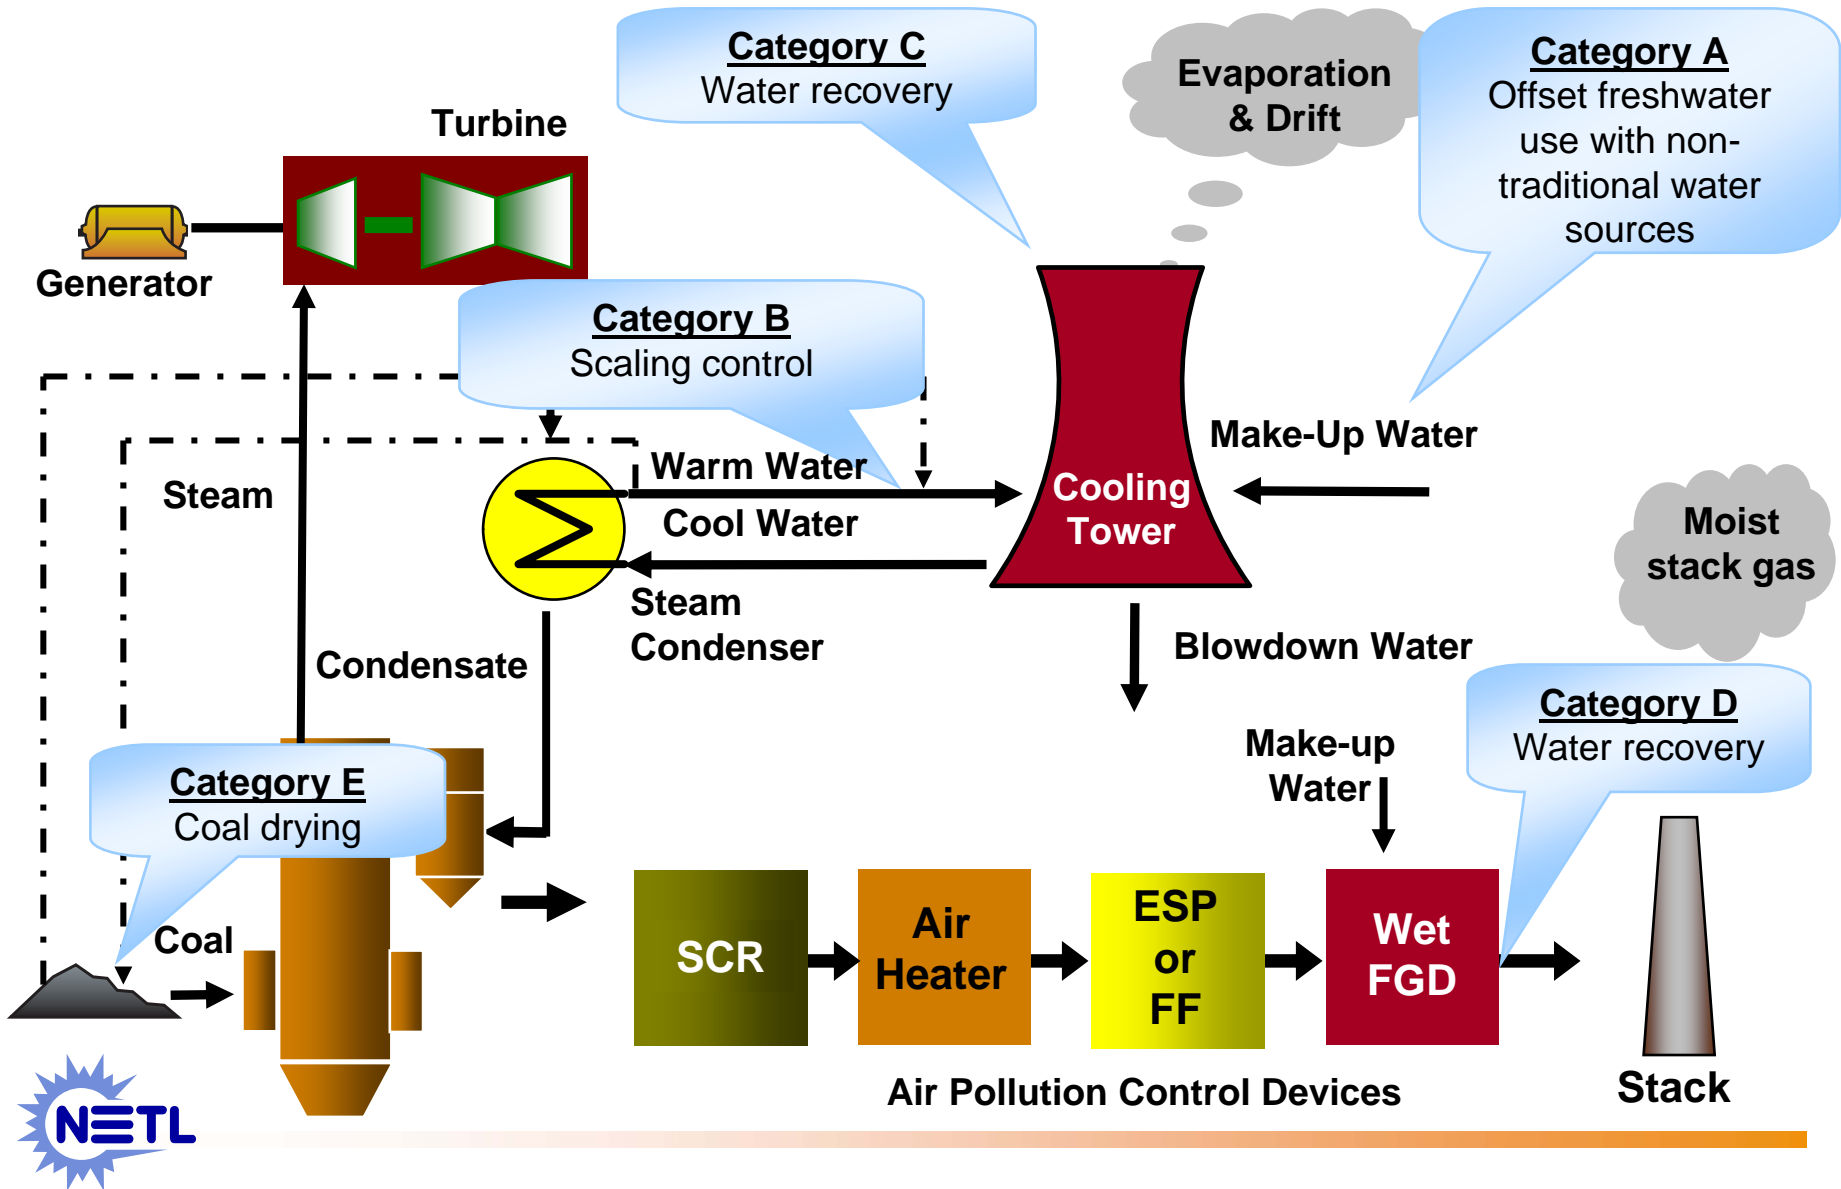 Category C
Water recovery
Evaporation
& Drift
Category A
Offset freshwater
use with non-
traditional water
sources
Turbine
Generator
Category B
Scaling control
Make-Up Water
Warm Water
Cool Water
Steam
Cooling
Tower
Moist
stack gas
Steam
Condenser
Condensate
Blowdown Water
Category D
Water recovery
Make-up
Water
Category E
Coal drying
Coal
SCR
Air
Heater
ESP
or
FF
Wet
FGD
Air Pollution Control Devices
Stack
NETL